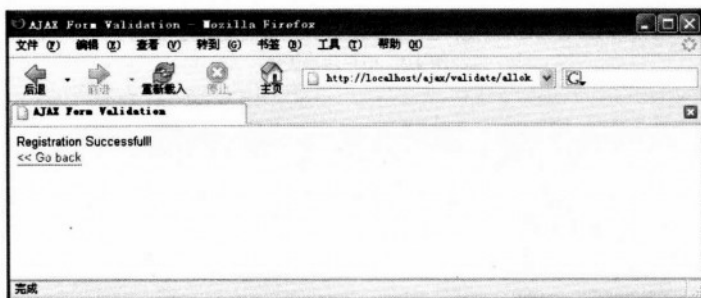 AJAX Form Validation - Mozilla Firefox
文件 (F) 编辑 (E) 查看 (V) 转到 (G) 书签 (B) 工具 (T) 帮助 (H)
后退 前进 重新载入 停止 主页 http://localhost/ajax/validate/allok G
AJAX Form Validation
Registration Successfull!
<< Go back
完成